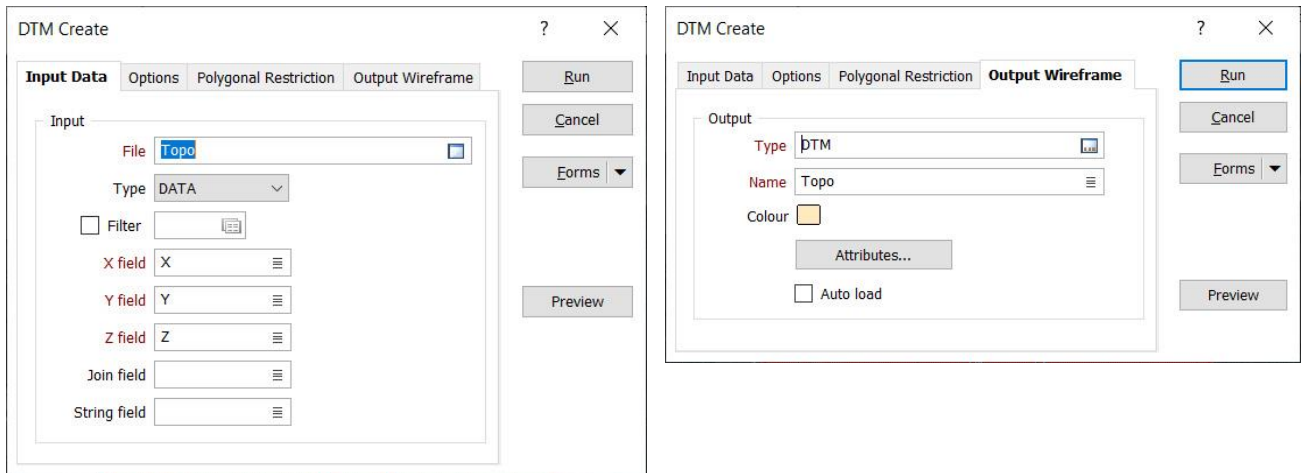 DTM Create ?
Input Data Options Polygonal Restriction Output Wireframe
Run
Cancel
Forms
Preview
Input
File Topo
Type DATA
Filter
X field X
Y field Y
Z field Z
Join field
String field
DTM Create ?
Input Data Options Polygonal Restriction Output Wireframe
Run
Cancel
Forms
Preview
Output
Type DTM
Name Topo
Colour
Attributes...
Auto load